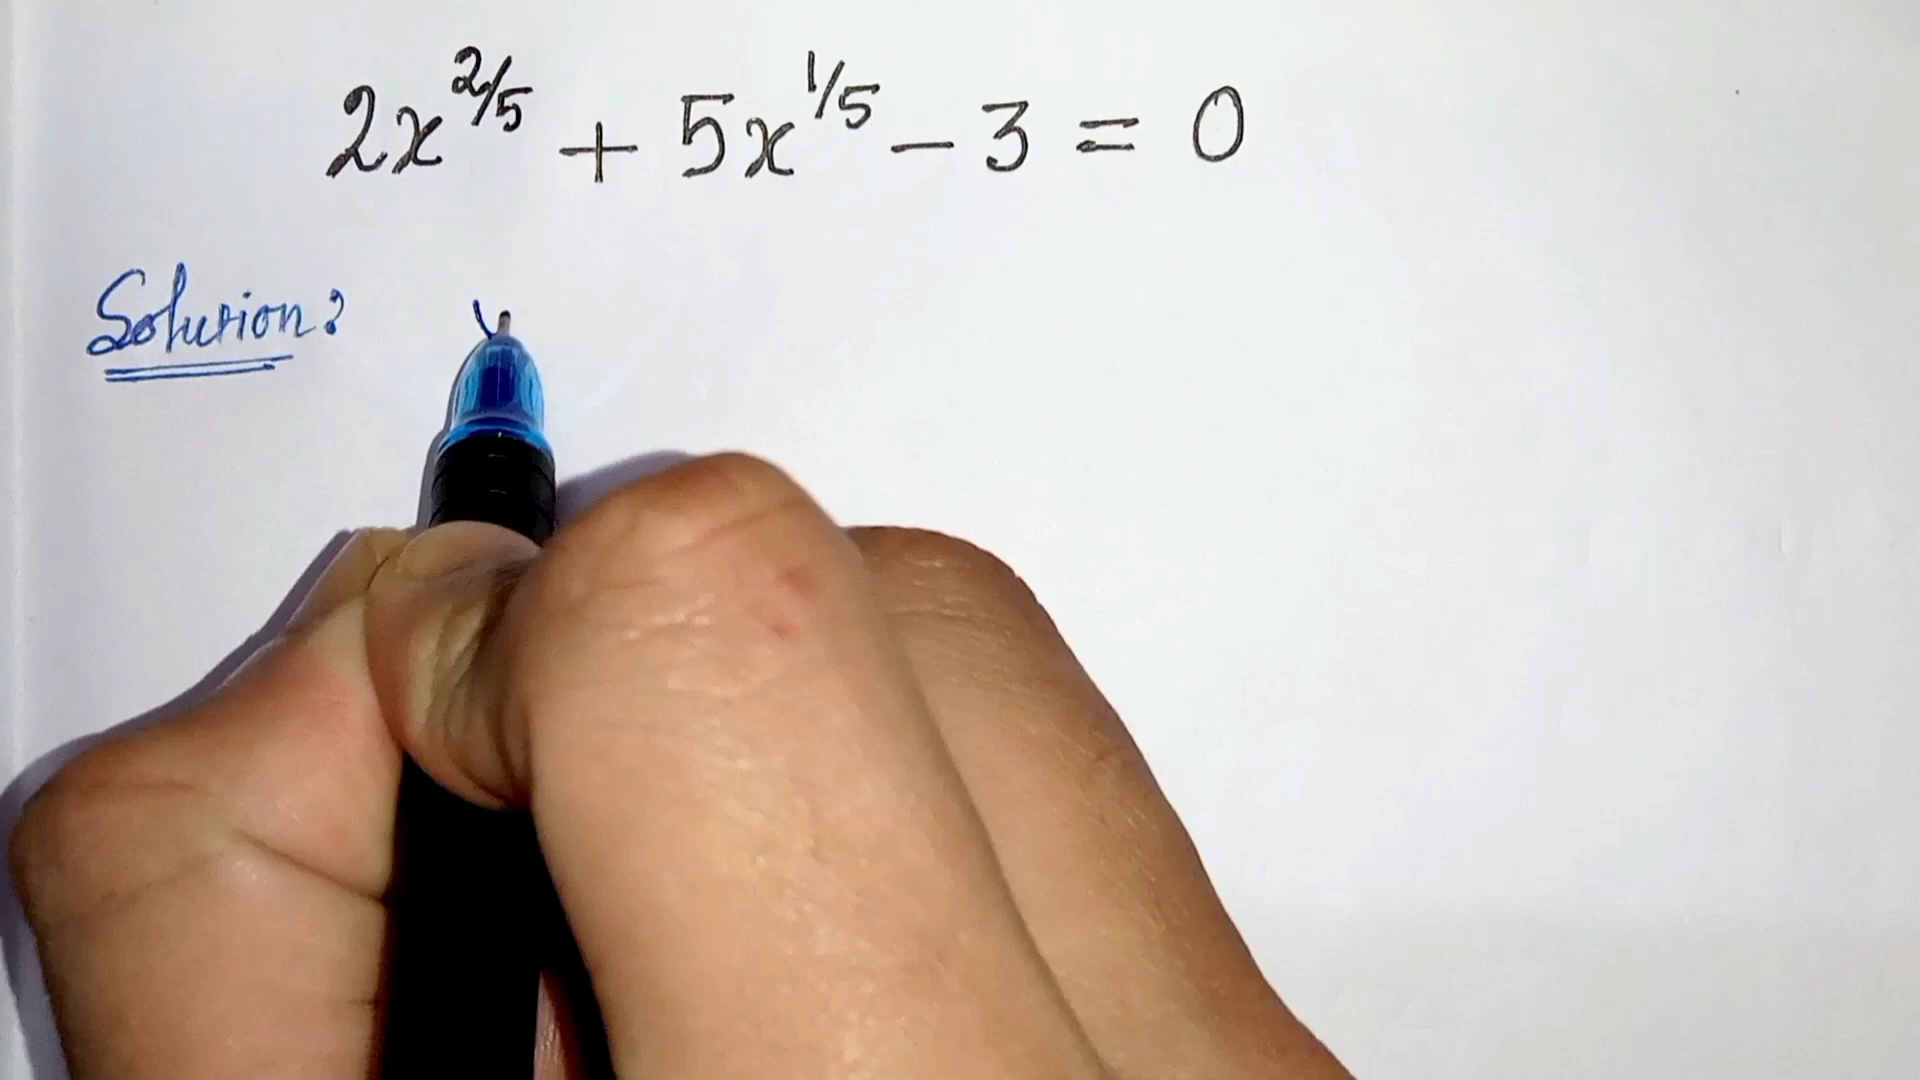 2x^{2/5} + 5x^{1/5} - 3 = 0
Solution: